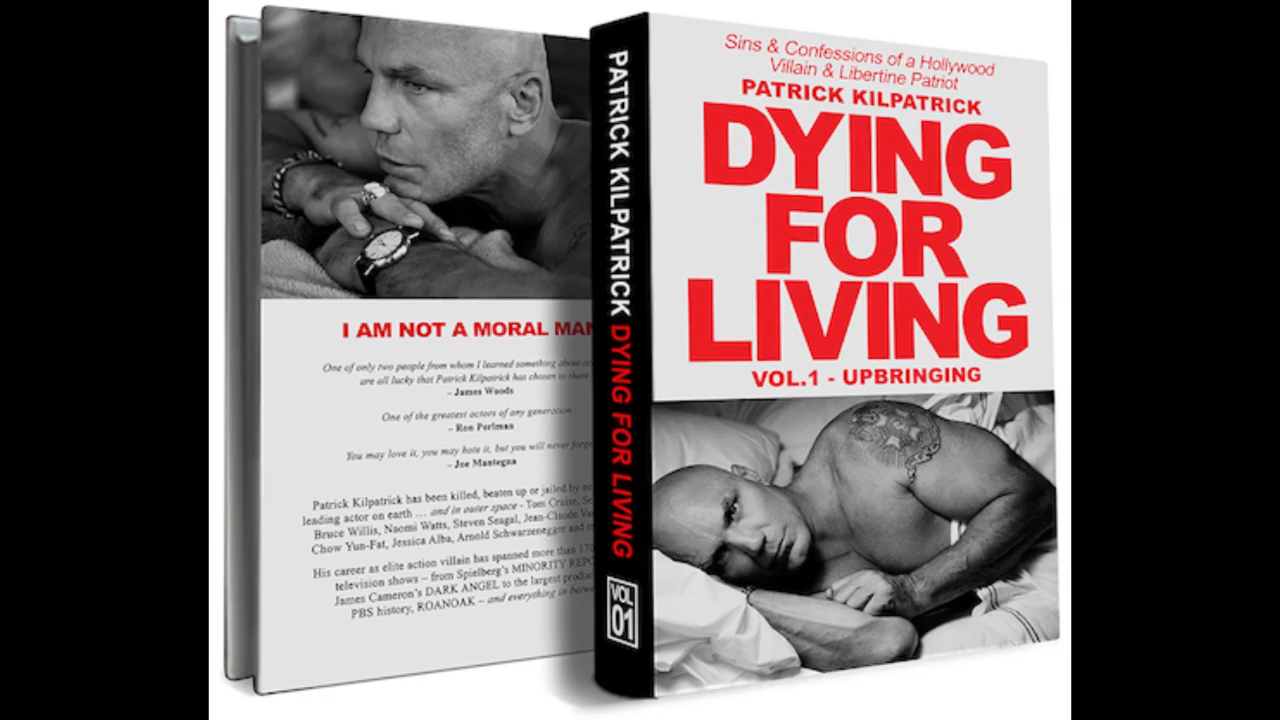 I AM NOT A MORAL MAN
One of only two people from whom I learned something about
are all lucky that Patrick Kilpatrick has chosen to share
– James Woods
One of the greatest actors of any generation
– Ron Perlman
You may love it, you may hate it, but you will never
– Joe Mantegna
Patrick Kilpatrick has been killed, beaten up or jailed by
leading actor on earth … and in outer space - Tom Cruise,
Bruce Willis, Naomi Watts, Steven Seagal, Jean-Claude
Chow Yun-Fat, Jessica Alba, Arnold Schwarzenegger and
His career as elite action villain has spanned more than
television shows – from Spielberg's MINORITY
James Cameron's DARK ANGEL to the largest
PBS history, ROANOAK – and everything in
PATRICK KILPATRICK DYING FOR LIVING
VOL
01
Sins & Confessions of a Hollywood
Villain & Libertine Patriot
PATRICK KILPATRICK
DYING
FOR
LIVING
VOL.1 - UPBRINGING